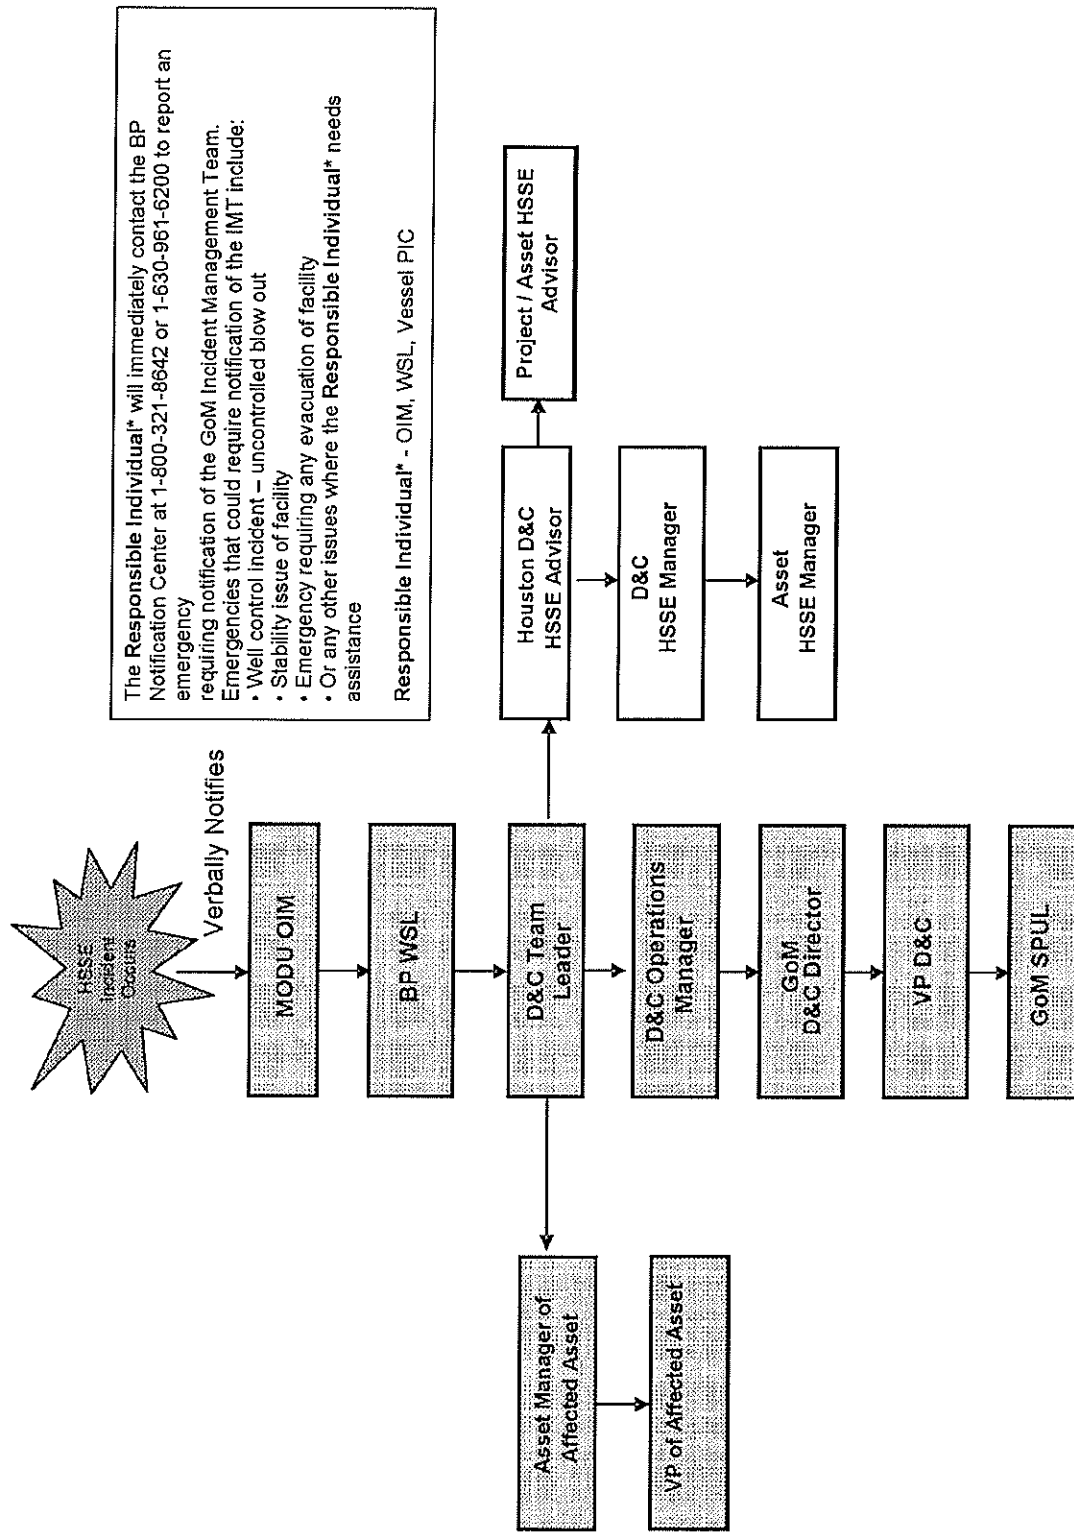 HSSE
Incident
Occurs
Verbally Notifies
The Responsible Individual* will immediately contact the BP
Notification Center at 1-800-321-8642 or 1-630-961-6200 to report an
emergency
requiring notification of the GoM Incident Management Team.
Emergencies that could require notification of the IMT include:
• Well control incident – uncontrolled blow out
• Stability issue of facility
• Emergency requiring any evacuation of facility
• Or any other issues where the Responsible Individual* needs
assistance
Responsible Individual* - OIM, WSL, Vessel PIC
MODU OIM
BP WSL
Asset Manager of
Affected Asset
D&C Team
Leader
Houston D&C
HSSE Advisor
Project / Asset HSSE
Advisor
VP of Affected Asset
D&C Operations
Manager
D&C
HSSE Manager
GoM
D&C Director
Asset
HSSE Manager
VP D&C
GoM SPUL